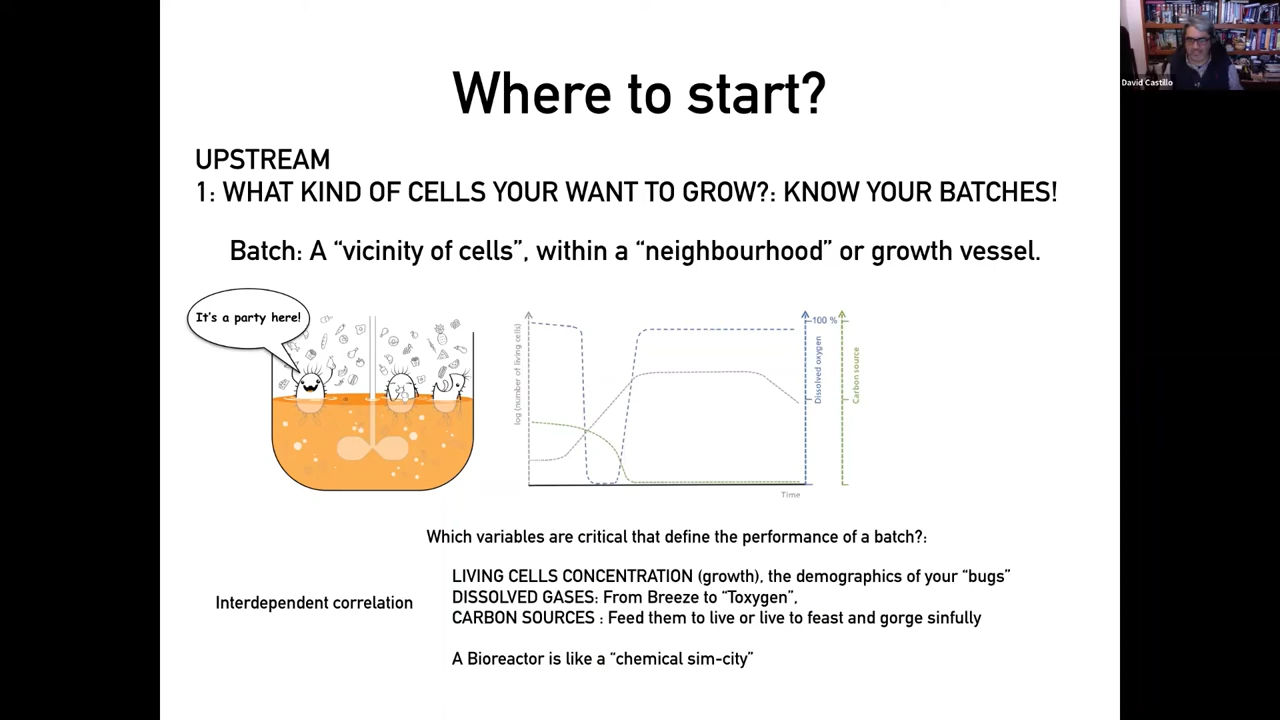 David Castillo
Where to start?
UPSTREAM
1: WHAT KIND OF CELLS YOUR WANT TO GROW?: KNOW YOUR BATCHES!
Batch: A “vicinity of cells”, within a “neighbourhood” or growth vessel.
It's a party here!
log (number of living cells)
100 %
Dissolved oxygen
Carbon source
Time
Which variables are critical that define the performance of a batch?:
Interdependent correlation
LIVING CELLS CONCENTRATION (growth), the demographics of your “bugs”
DISSOLVED GASES: From Breeze to “Toxygen”,
CARBON SOURCES : Feed them to live or live to feast and gorge sinfully
A Bioreactor is like a “chemical sim-city”